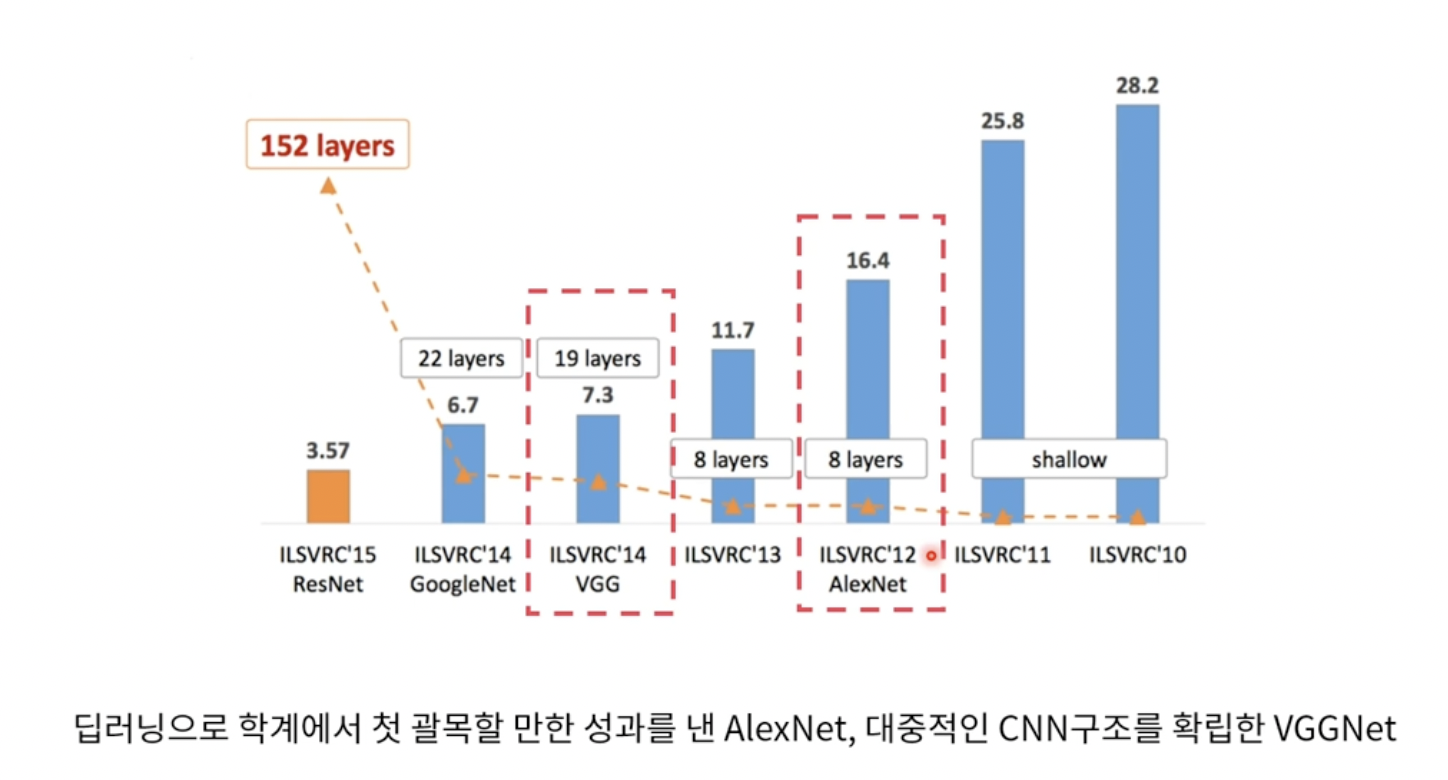 28.2
25.8
152 layers
16.4
11.7
22 layers
19 layers
7.3
6.7
3.57
8 layers
8 layers
shallow
ILSVRC'15 ILSVRC'14 ILSVRC'14 ILSVRC'13 ILSVRC'12 ILSVRC'11 ILSVRC'10
ResNet GoogleNet VGG AlexNet
딥러닝으로 학계에서 첫 괄목할 만한 성과를 낸 AlexNet, 대중적인 CNN구조를 확립한 VGGNet